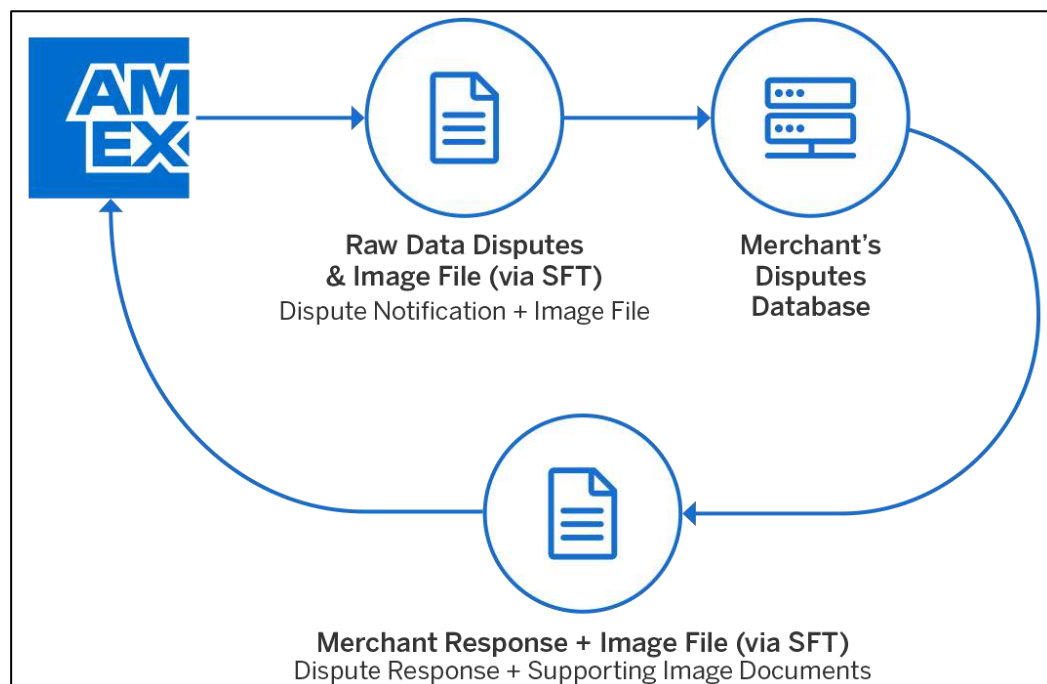 AM
EX
Raw Data Disputes
& Image File (via SFT)
Dispute Notification + Image File
Merchant’s
Disputes
Database
Merchant Response + Image File (via SFT)
Dispute Response + Supporting Image Documents